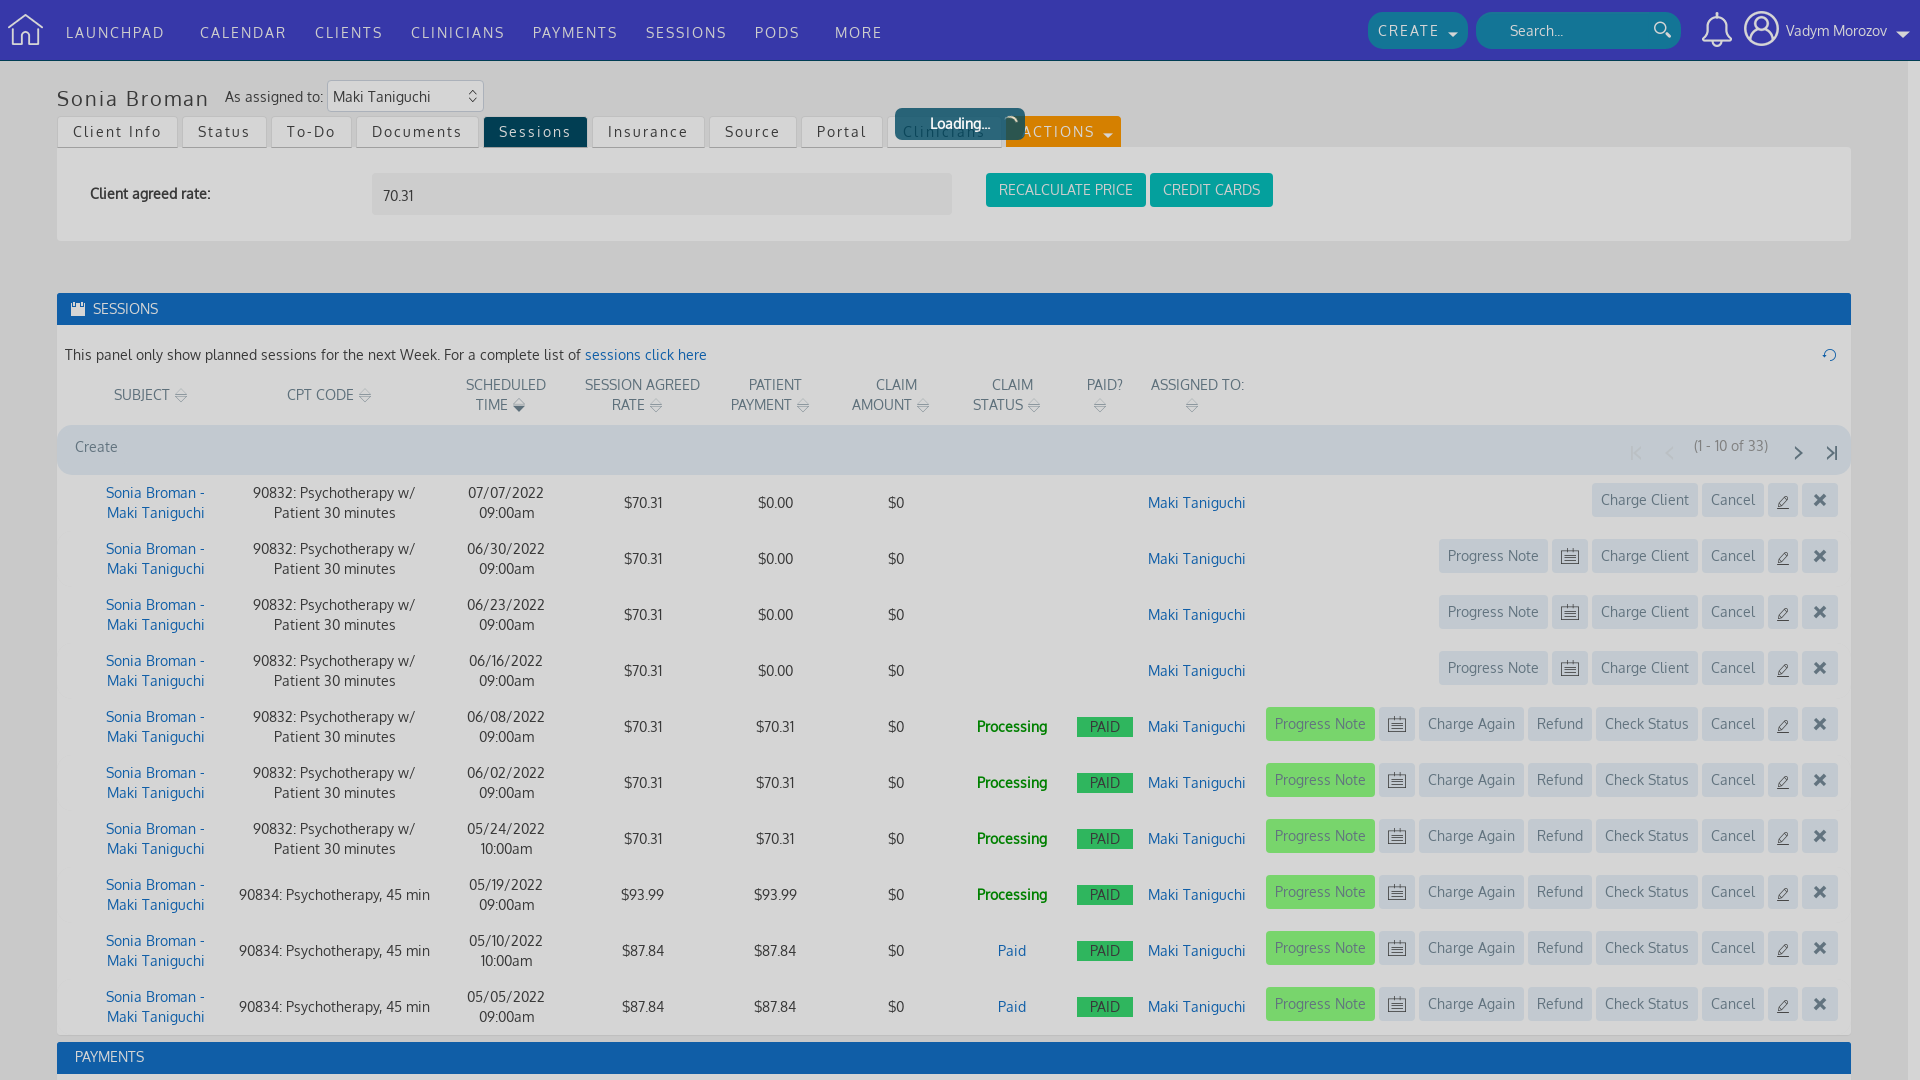 LAUNCHPAD CALENDAR CLIENTS CLINICIANS PAYMENTS SESSIONS PODS MORE CREATE Search... Vadym Morozov
Sonia Broman As assigned to: Maki Taniguchi
Client Info Status To-Do Documents Sessions Insurance Source Portal Clinicians ACTIONS
Loading...
Client agreed rate: 70.31 RECALCULATE PRICE CREDIT CARDS
SESSIONS
This panel only show planned sessions for the next Week. For a complete list of sessions click here
SUBJECT CPT CODE SCHEDULED TIME SESSION AGREED RATE PATIENT PAYMENT CLAIM AMOUNT CLAIM STATUS PAID? ASSIGNED TO:
Create (1 - 10 of 33)
Sonia Broman - Maki Taniguchi 90832: Psychotherapy w/ Patient 30 minutes 07/07/2022 09:00am $70.31 $0.00 $0 Maki Taniguchi Charge Client Cancel
Sonia Broman - Maki Taniguchi 90832: Psychotherapy w/ Patient 30 minutes 06/30/2022 09:00am $70.31 $0.00 $0 Maki Taniguchi Progress Note Charge Client Cancel
Sonia Broman - Maki Taniguchi 90832: Psychotherapy w/ Patient 30 minutes 06/23/2022 09:00am $70.31 $0.00 $0 Maki Taniguchi Progress Note Charge Client Cancel
Sonia Broman - Maki Taniguchi 90832: Psychotherapy w/ Patient 30 minutes 06/16/2022 09:00am $70.31 $0.00 $0 Maki Taniguchi Progress Note Charge Client Cancel
Sonia Broman - Maki Taniguchi 90832: Psychotherapy w/ Patient 30 minutes 06/08/2022 09:00am $70.31 $70.31 $0 Processing PAID Maki Taniguchi Progress Note Charge Again Refund Check Status Cancel
Sonia Broman - Maki Taniguchi 90832: Psychotherapy w/ Patient 30 minutes 06/02/2022 09:00am $70.31 $70.31 $0 Processing PAID Maki Taniguchi Progress Note Charge Again Refund Check Status Cancel
Sonia Broman - Maki Taniguchi 90832: Psychotherapy w/ Patient 30 minutes 05/24/2022 10:00am $70.31 $70.31 $0 Processing PAID Maki Taniguchi Progress Note Charge Again Refund Check Status Cancel
Sonia Broman - Maki Taniguchi 90834: Psychotherapy, 45 min 05/19/2022 09:00am $93.99 $93.99 $0 Processing PAID Maki Taniguchi Progress Note Charge Again Refund Check Status Cancel
Sonia Broman - Maki Taniguchi 90834: Psychotherapy, 45 min 05/10/2022 10:00am $87.84 $87.84 $0 Paid PAID Maki Taniguchi Progress Note Charge Again Refund Check Status Cancel
Sonia Broman - Maki Taniguchi 90834: Psychotherapy, 45 min 05/05/2022 09:00am $87.84 $87.84 $0 Paid PAID Maki Taniguchi Progress Note Charge Again Refund Check Status Cancel
PAYMENTS